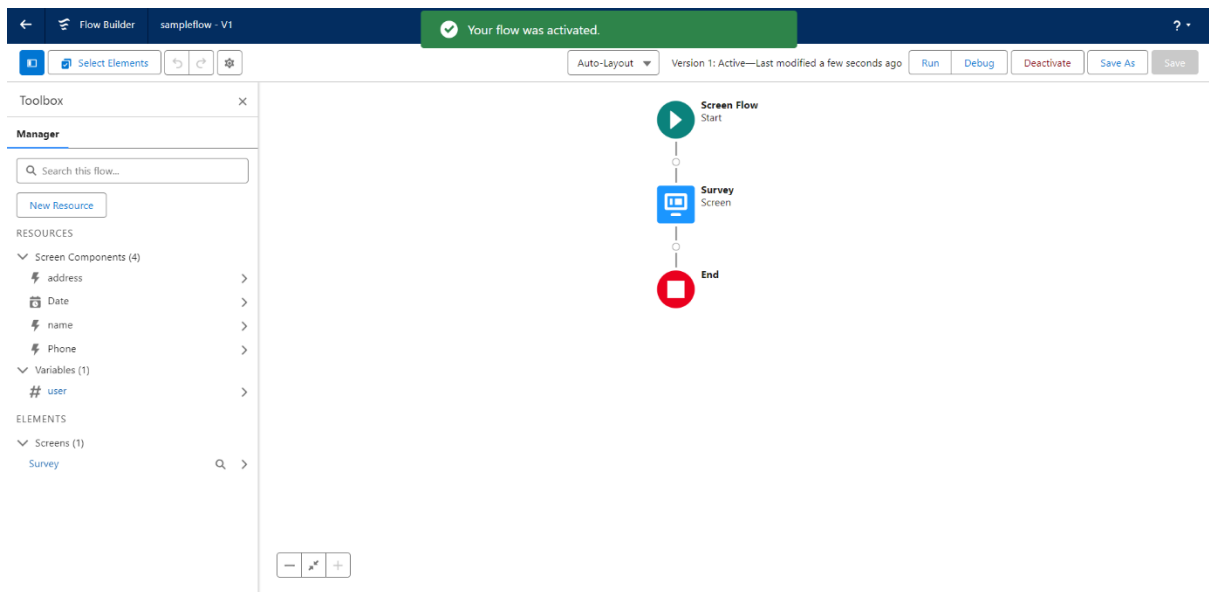 Flow Builder
sampleflow - V1
Your flow was activated.
?
Select Elements
Auto-Layout
Version 1: Active—Last modified a few seconds ago
Run
Debug
Deactivate
Save As
Save
Toolbox
Manager
Search this flow...
New Resource
RESOURCES
Screen Components (4)
address
Date
name
Phone
Variables (1)
# user
ELEMENTS
Screens (1)
Survey
Screen Flow
Start
Survey
Screen
End